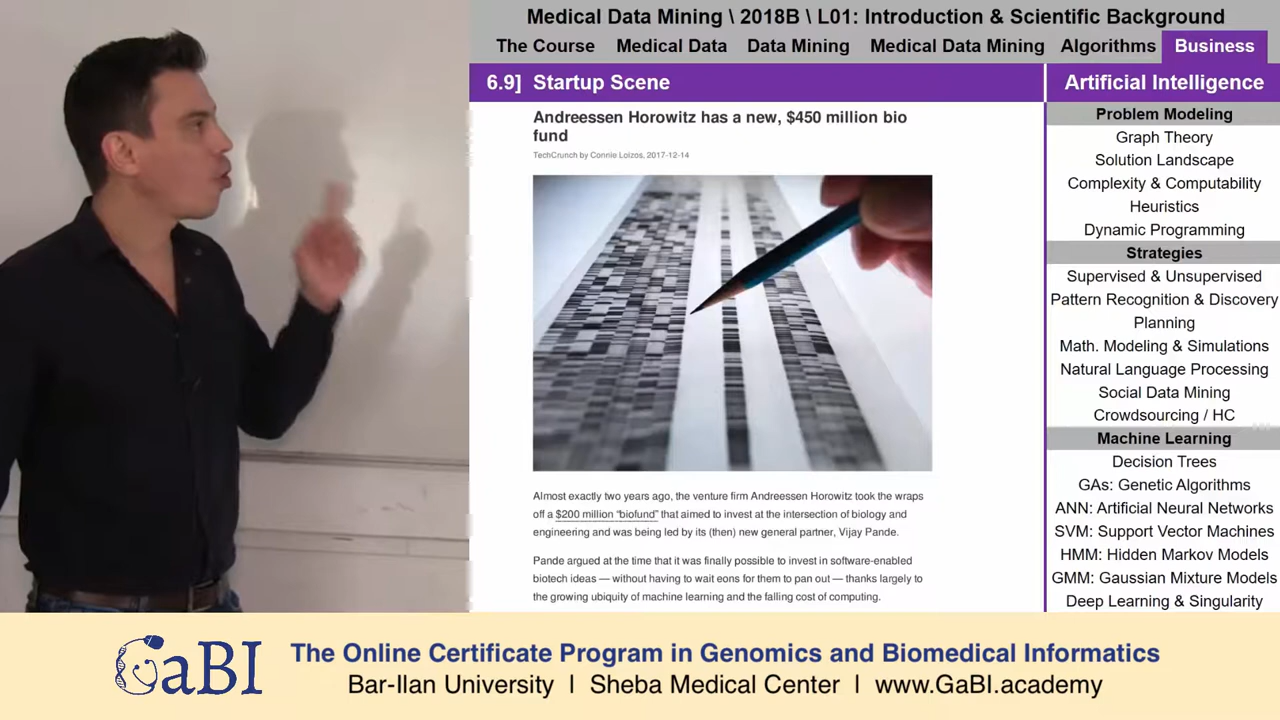 Medical Data Mining \ 2018B \ L01: Introduction & Scientific Background
The Course Medical Data Data Mining Medical Data Mining Algorithms Business
6.9] Startup Scene
Andreessen Horowitz has a new, $450 million bio
fund
TechCrunch by Connie Loizos, 2017-12-14
Almost exactly two years ago, the venture firm Andreessen Horowitz took the wraps
off a $200 million "biofund" that aimed to invest at the intersection of biology and
engineering and was being led by its (then) new general partner, Vijay Pande.
Pande argued at the time that it was finally possible to invest in software-enabled
biotech ideas — without having to wait eons for them to pan out — thanks largely to
the growing ubiquity of machine learning and the falling cost of computing.
Artificial Intelligence
Problem Modeling
Graph Theory
Solution Landscape
Complexity & Computability
Heuristics
Dynamic Programming
Strategies
Supervised & Unsupervised
Pattern Recognition & Discovery
Planning
Math. Modeling & Simulations
Natural Language Processing
Social Data Mining
Crowdsourcing / HC
Machine Learning
Decision Trees
GAs: Genetic Algorithms
ANN: Artificial Neural Networks
SVM: Support Vector Machines
HMM: Hidden Markov Models
GMM: Gaussian Mixture Models
Deep Learning & Singularity
GaBI
The Online Certificate Program in Genomics and Biomedical Informatics
Bar-Ilan University | Sheba Medical Center | www.GaBI.academy